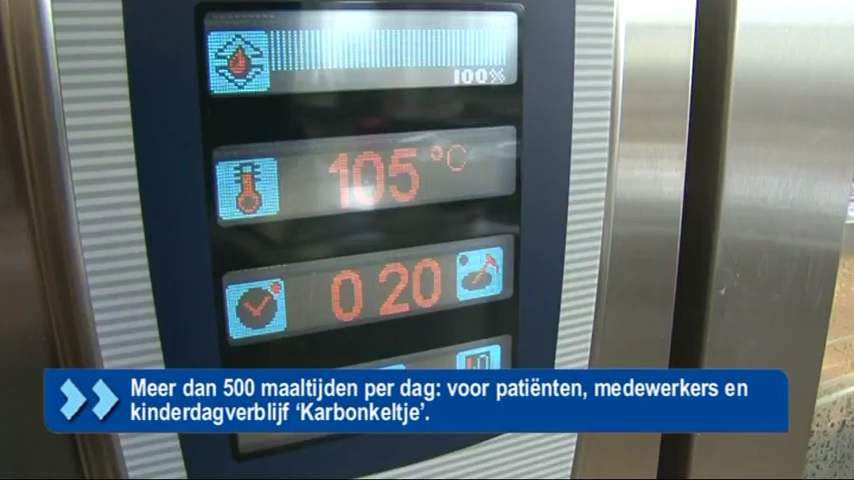 100%
105 °C
0 20
Meer dan 500 maaltijden per dag: voor patiënten, medewerkers en
kinderdagverblijf ‘Karbonkeltje’.